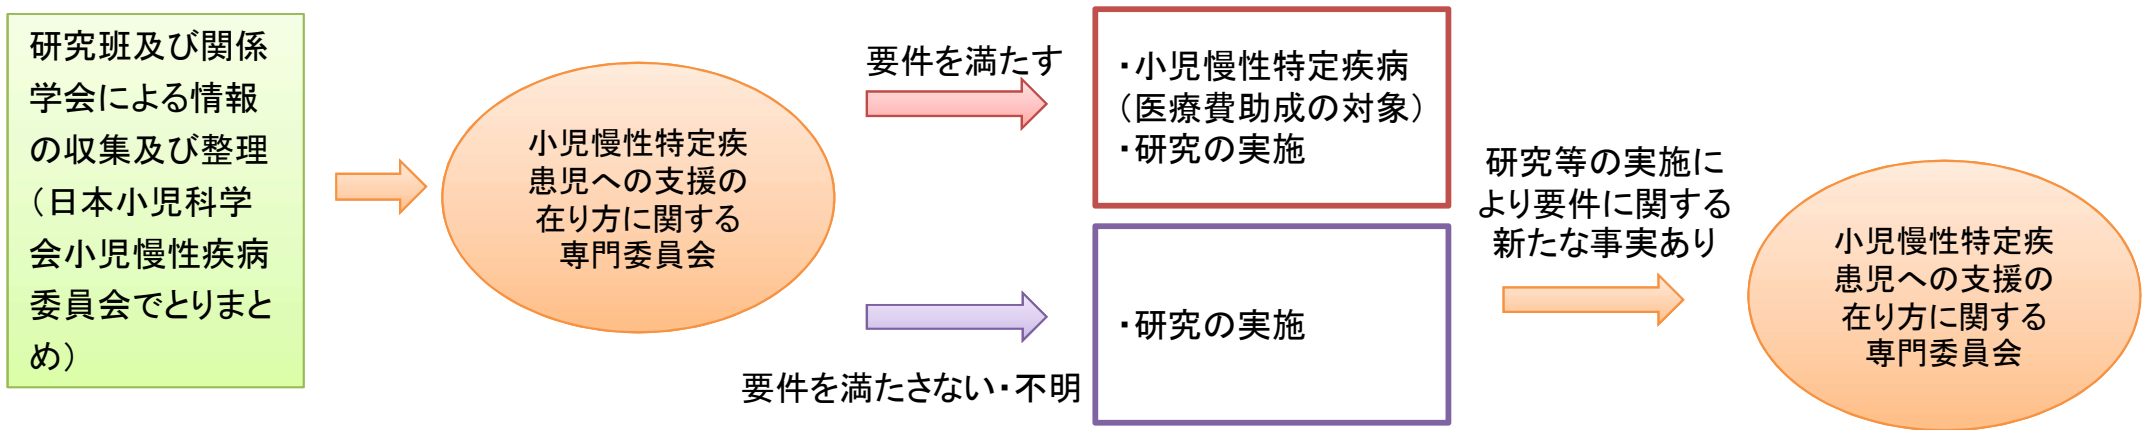 研究班及び関係
学会による情報
の収集及び整理
（日本小児科学
会小児慢性疾病
委員会でとりまと
め）
小児慢性特定疾
患児への支援の
在り方に関する
専門委員会
要件を満たす
・小児慢性特定疾病
（医療費助成の対象）
・研究の実施
要件を満たさない・不明
・研究の実施
研究等の実施に
より要件に関する
新たな事実あり
小児慢性特定疾
患児への支援の
在り方に関する
専門委員会